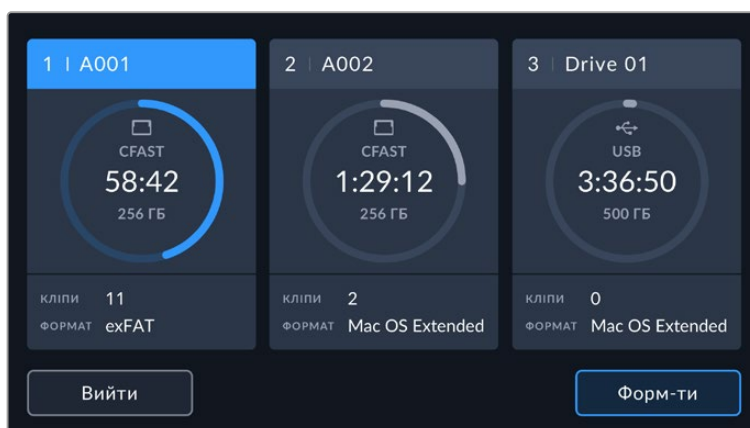 1 | A001
CFAST
58:42
256 ГБ
КЛІПИ 11
ФОРМАТ exFAT
2 | A002
CFAST
1:29:12
256 ГБ
КЛІПИ 2
ФОРМАТ Mac OS Extended
3 | Drive 01
USB
3:36:50
500 ГБ
КЛІПИ 0
ФОРМАТ Mac OS Extended
Вийти
Форм-ти